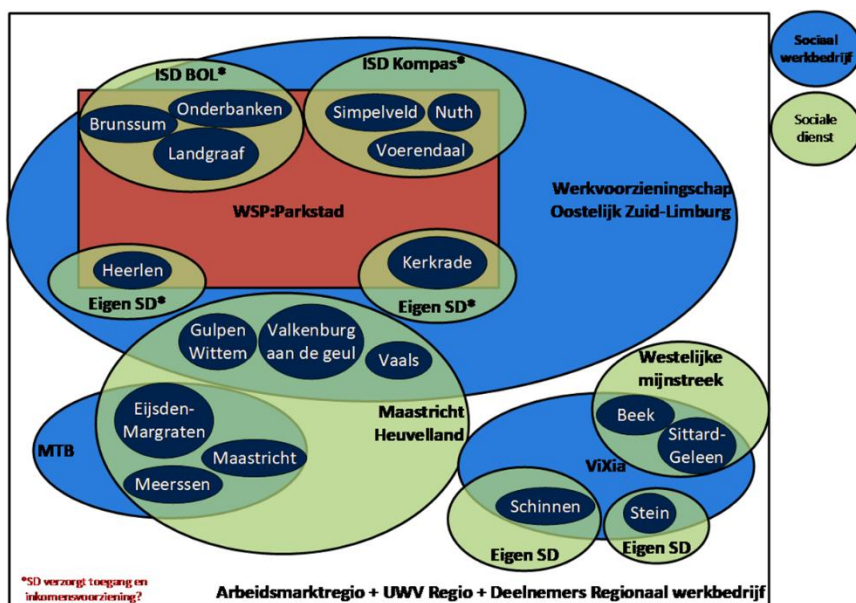 Sociaal
werkbedrijf
Sociale
dienst
ISD BOL*
Brunssum
Onderbanken
Landgraaf
ISD Kompas*
Simpelveld
Nuth
Voerendaal
WSP:Parkstad
Werkvoorzieningschap
Oostelijk Zuid-Limburg
Heerlen
Eigen SD*
Kerkrade
Eigen SD*
Gulpen
Wittem
Valkenburg
aan de geul
Vaals
Maastricht
Heuvelland
MTB
Eijsden-
Margraten
Maastricht
Meerssen
Westelijke
mijnstreek
Beek
Sittard-
Geleen
ViXia
Schinnen
Eigen SD
Stein
Eigen SD
*SD verzorgt toegang en
inkomensvoorziening?
Arbeidsmarktregio + UWV Regio + Deelnemers Regionaal werkbedrijf